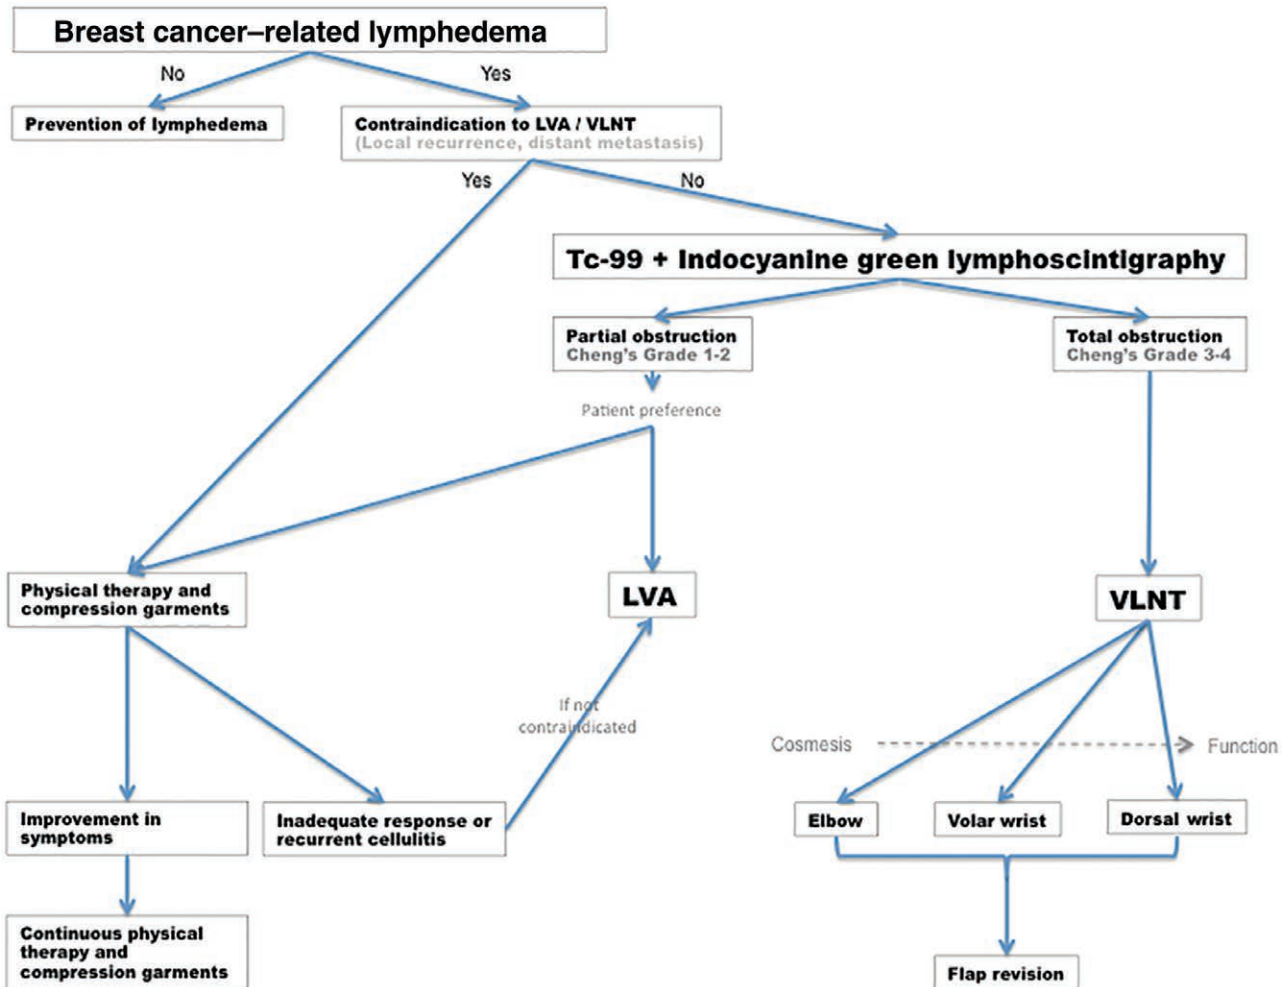 Breast cancer–related lymphedema
No
Yes
Prevention of lymphedema
Contraindication to LVA / VLNT
(Local recurrence, distant metastasis)
Yes
No
Tc-99 + Indocyanine green lymphoscintigraphy
Partial obstruction
Cheng's Grade 1-2
Total obstruction
Cheng's Grade 3-4
Patient preference
Physical therapy and
compression garments
LVA
VLNT
If not
contraindicated
Cosmesis
Function
Improvement in
symptoms
Inadequate response or
recurrent cellulitis
Elbow
Volar wrist
Dorsal wrist
Continuous physical
therapy and
compression garments
Flap revision